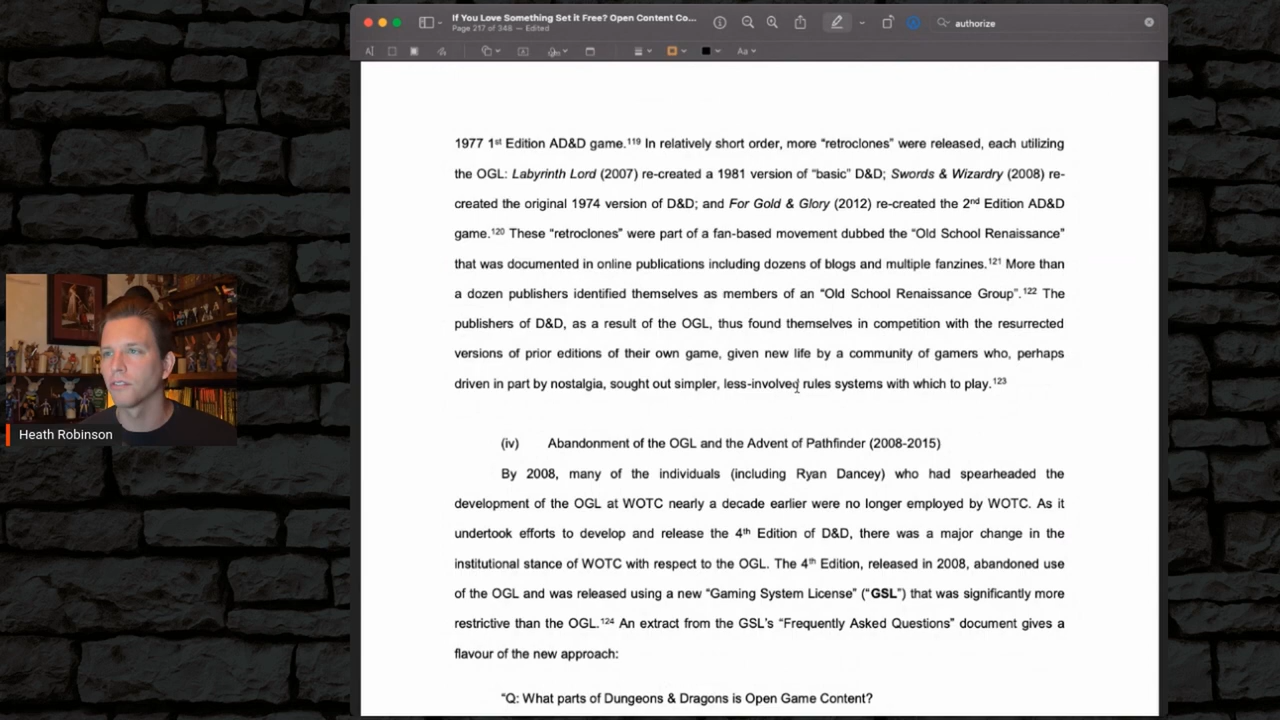 If You Love Something Set it Free? Open Content Co...
Page 217 of 348 — Edited
authorize
Aa
1977 1st Edition AD&D game.119 In relatively short order, more “retroclones” were released, each utilizing
the OGL: Labyrinth Lord (2007) re-created a 1981 version of “basic” D&D; Swords & Wizardry (2008) re-
created the original 1974 version of D&D; and For Gold & Glory (2012) re-created the 2nd Edition AD&D
game.120 These “retroclones” were part of a fan-based movement dubbed the “Old School Renaissance”
that was documented in online publications including dozens of blogs and multiple fanzines.121 More than
a dozen publishers identified themselves as members of an “Old School Renaissance Group”.122 The
publishers of D&D, as a result of the OGL, thus found themselves in competition with the resurrected
versions of prior editions of their own game, given new life by a community of gamers who, perhaps
driven in part by nostalgia, sought out simpler, less-involved rules systems with which to play.123
(iv) Abandonment of the OGL and the Advent of Pathfinder (2008-2015)
By 2008, many of the individuals (including Ryan Dancey) who had spearheaded the
development of the OGL at WOTC nearly a decade earlier were no longer employed by WOTC. As it
undertook efforts to develop and release the 4th Edition of D&D, there was a major change in the
institutional stance of WOTC with respect to the OGL. The 4th Edition, released in 2008, abandoned use
of the OGL and was released using a new “Gaming System License” (“GSL”) that was significantly more
restrictive than the OGL.124 An extract from the GSL’s “Frequently Asked Questions” document gives a
flavour of the new approach:
“Q: What parts of Dungeons & Dragons is Open Game Content?
Heath Robinson